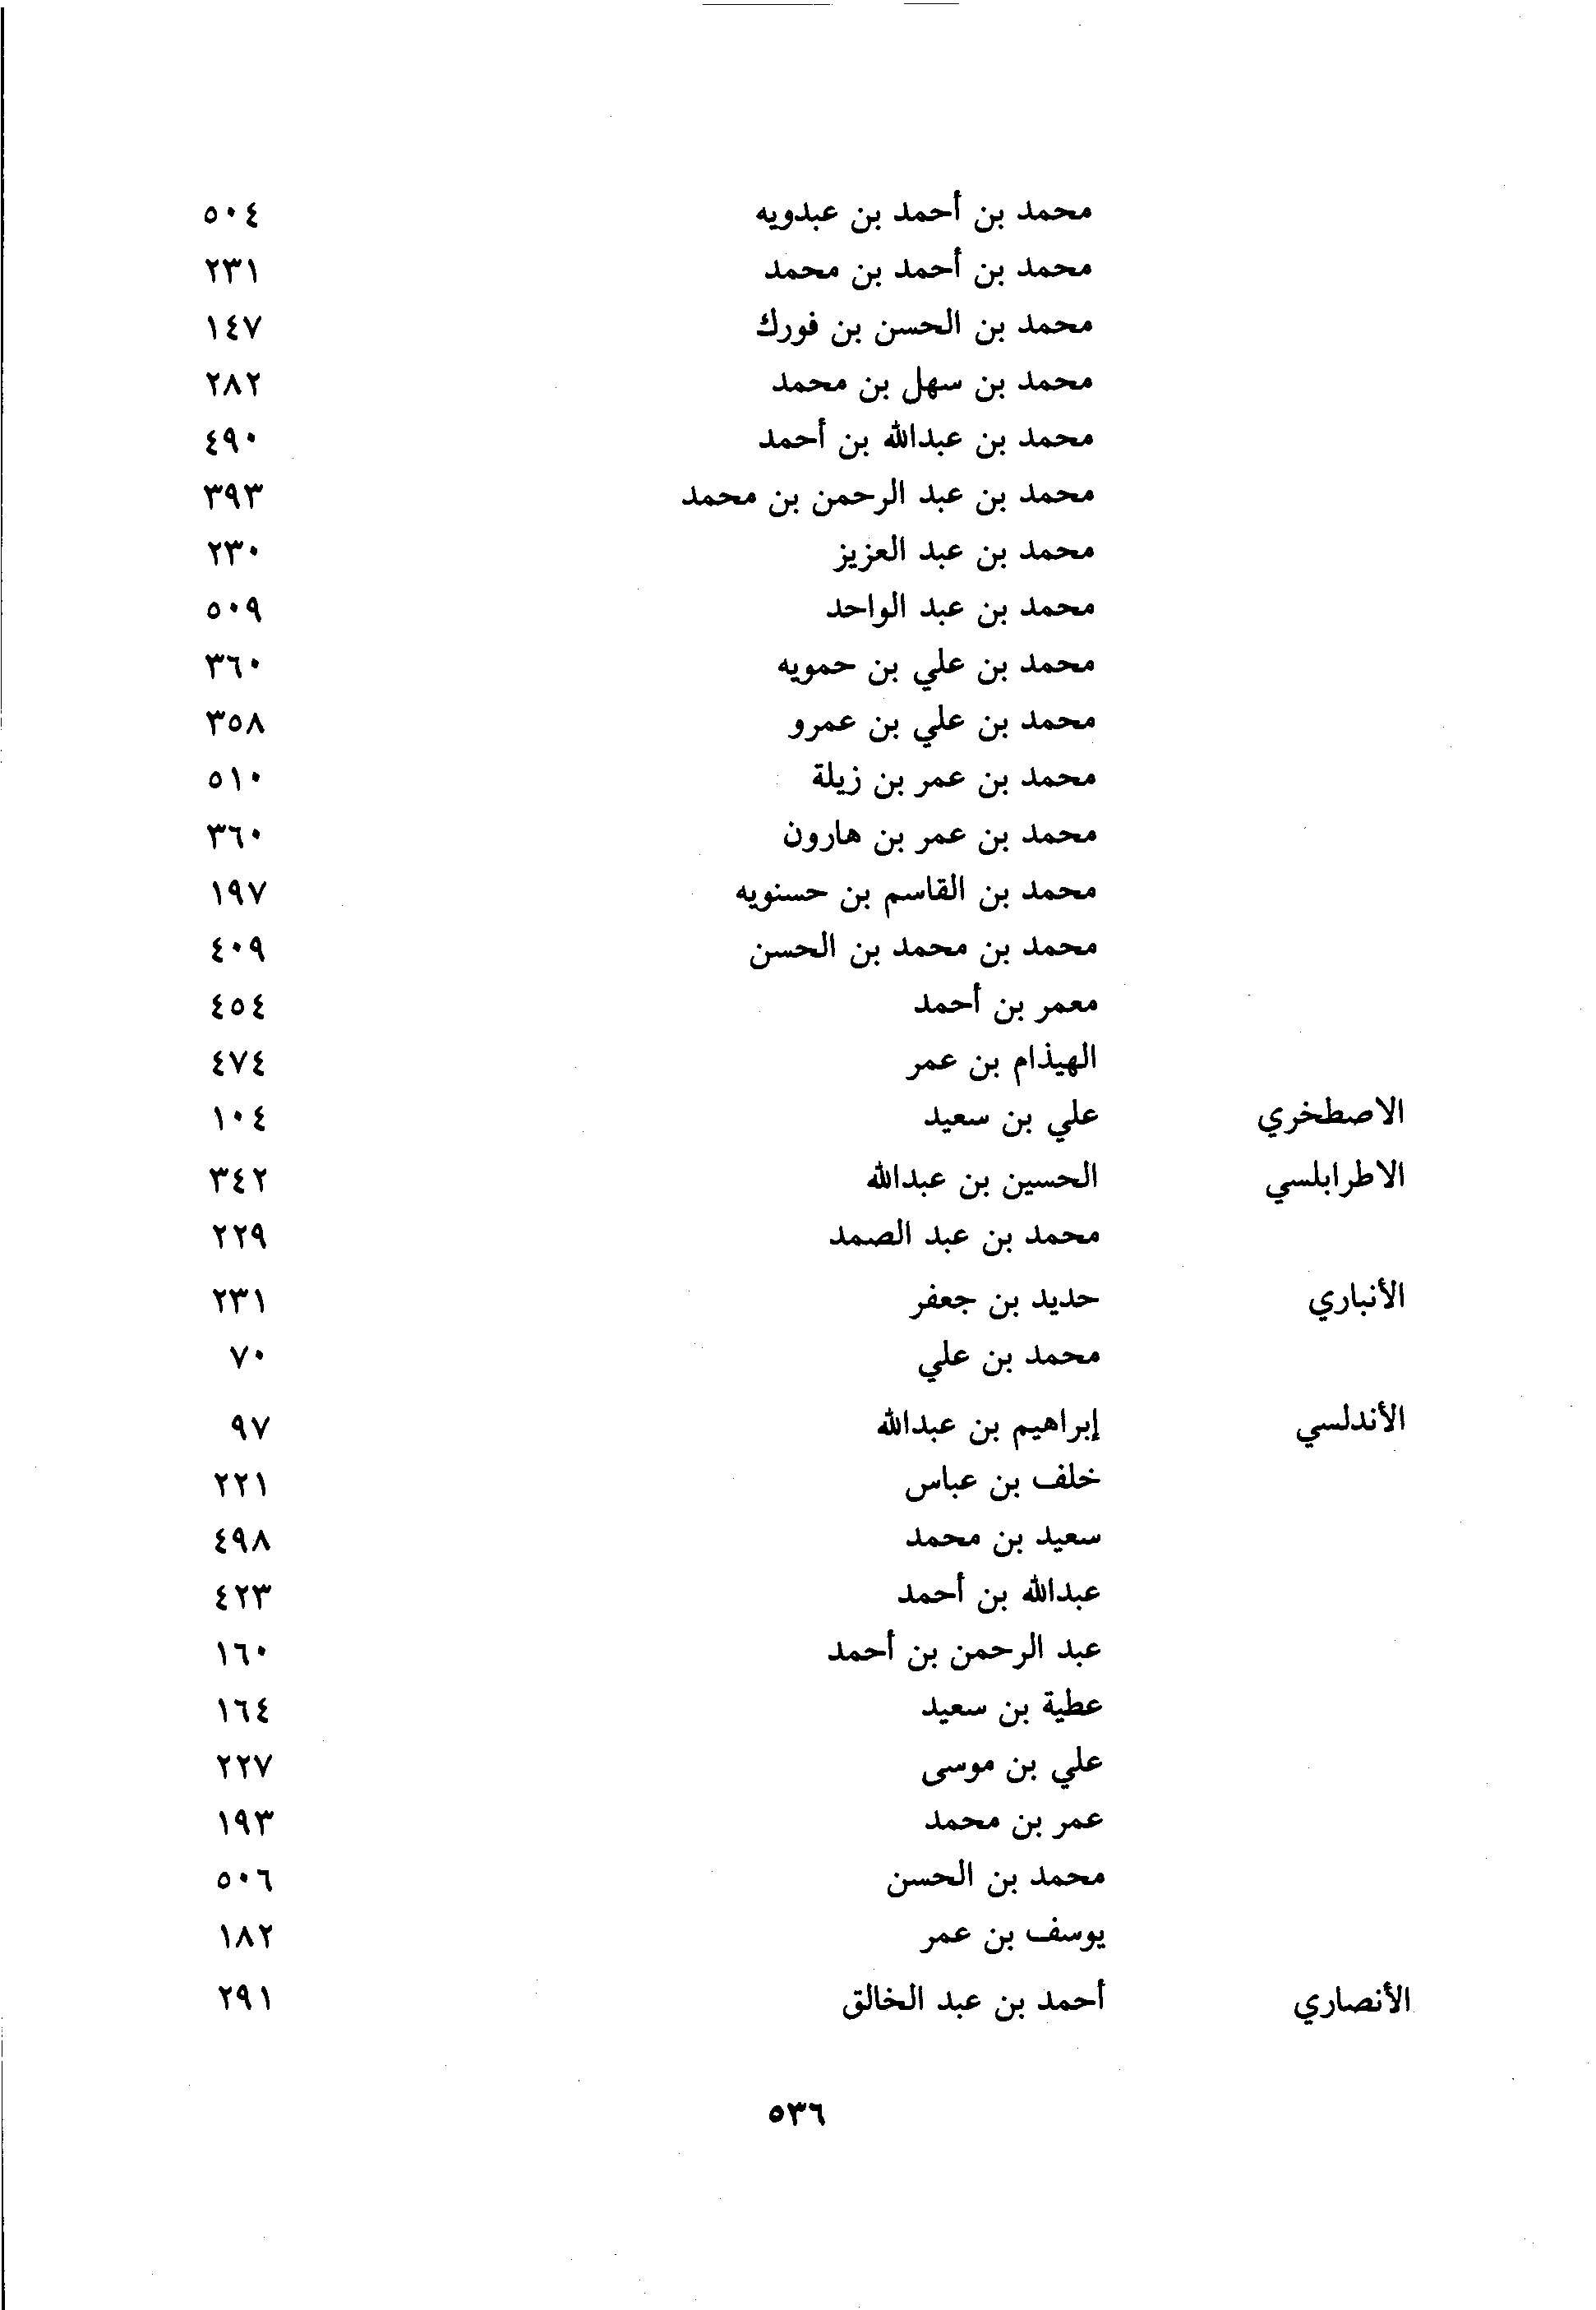 محمد بن أحمد بن عبدويه ٥٠٤
محمد بن أحمد بن محمد ٢٣١
محمد بن الحسن بن فورك ١٤٧
محمد بن سهل بن محمد ٢٨٢
محمد بن عبدالله بن أحمد ٤٩٠
محمد بن عبد الرحمن بن محمد ٣٩٣
محمد بن عبد العزيز ٢٣٠
محمد بن عبد الواحد ٥٠٩
محمد بن علي بن حمويه ٣٦٠
محمد بن علي بن عمرو ٣٥٨
محمد بن عمر بن زيلة ٥١٠
محمد بن عمر بن هارون ٣٦٠
محمد بن القاسم بن حسنويه ١٩٧
محمد بن محمد بن الحسن ٤٠٩
معمر بن أحمد ٤٥٤
الهيذام بن عمر ٤٧٤
الاصطخري علي بن سعيد ١٠٤
الاطرابلسي الحسين بن عبدالله ٣٤٢
محمد بن عبد الصمد ٢٢٩
الأنباري حديد بن جعفر ٢٣١
محمد بن علي ٧٠
الأندلسي إبراهيم بن عبدالله ٩٧
خلف بن عباس ٢٢١
سعيد بن محمد ٤٩٨
عبدالله بن أحمد ٤٢٣
عبد الرحمن بن أحمد ١٦٠
عطية بن سعيد ١٦٤
علي بن موسى ٢٢٧
عمر بن محمد ١٩٣
محمد بن الحسن ٥٠٦
يوسف بن عمر ١٨٢
الأنصاري أحمد بن عبد الخالق ٢٩١
٥٣٦